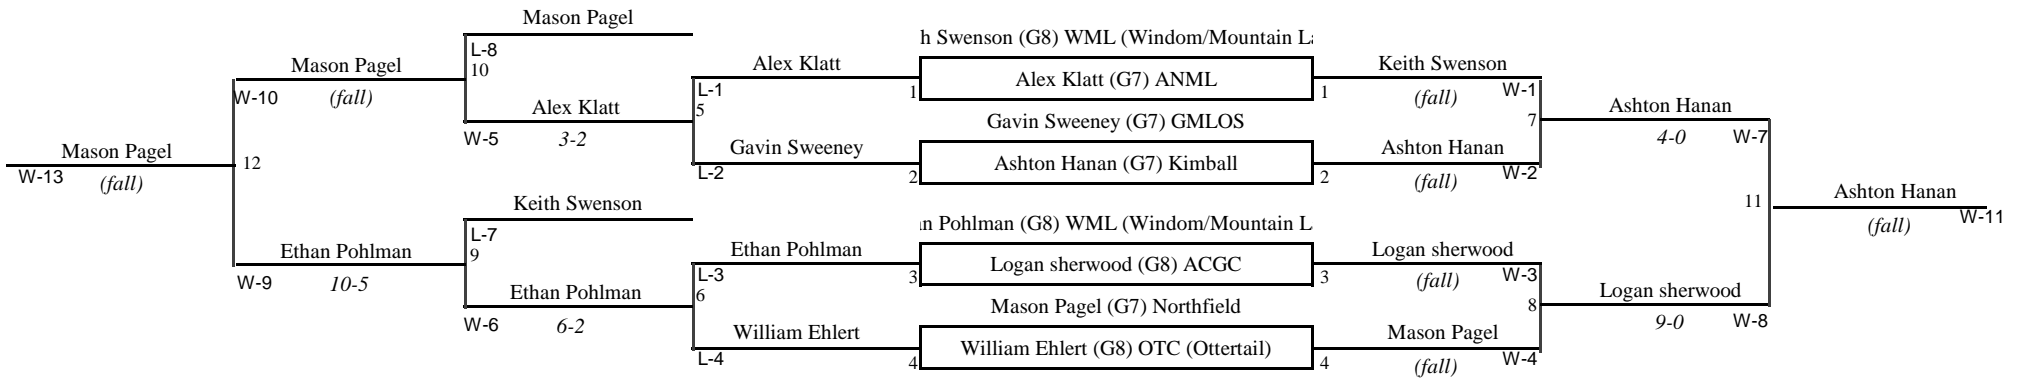 Mason Pagel
h Swenson (G8) WML (Windom/Mountain La
L-8
Mason Pagel
10
Alex Klatt
Alex Klatt (G7) ANML
Keith Swenson
W-10
(fall)
L-1
1
1
(fall)
W-1
Alex Klatt
5
Ashton Hanan
Gavin Sweeney (G7) GMLOS
7
W-5
3-2
4-0
W-7
Mason Pagel
12
Gavin Sweeney
Ashton Hanan (G7) Kimball
Ashton Hanan
W-13
(fall)
L-2
2
2
(fall)
W-2
Ashton Hanan
Keith Swenson
11
(fall)
W-11
L-7
n Pohlman (G8) WML (Windom/Mountain L
Ethan Pohlman
9
Ethan Pohlman
Logan sherwood (G8) ACGC
Logan sherwood
W-9
10-5
L-3
3
3
(fall)
W-3
Ethan Pohlman
6
Logan sherwood
Mason Pagel (G7) Northfield
8
W-6
6-2
9-0
W-8
William Ehlert
William Ehlert (G8) OTC (Ottertail)
Mason Pagel
L-4
4
4
(fall)
W-4